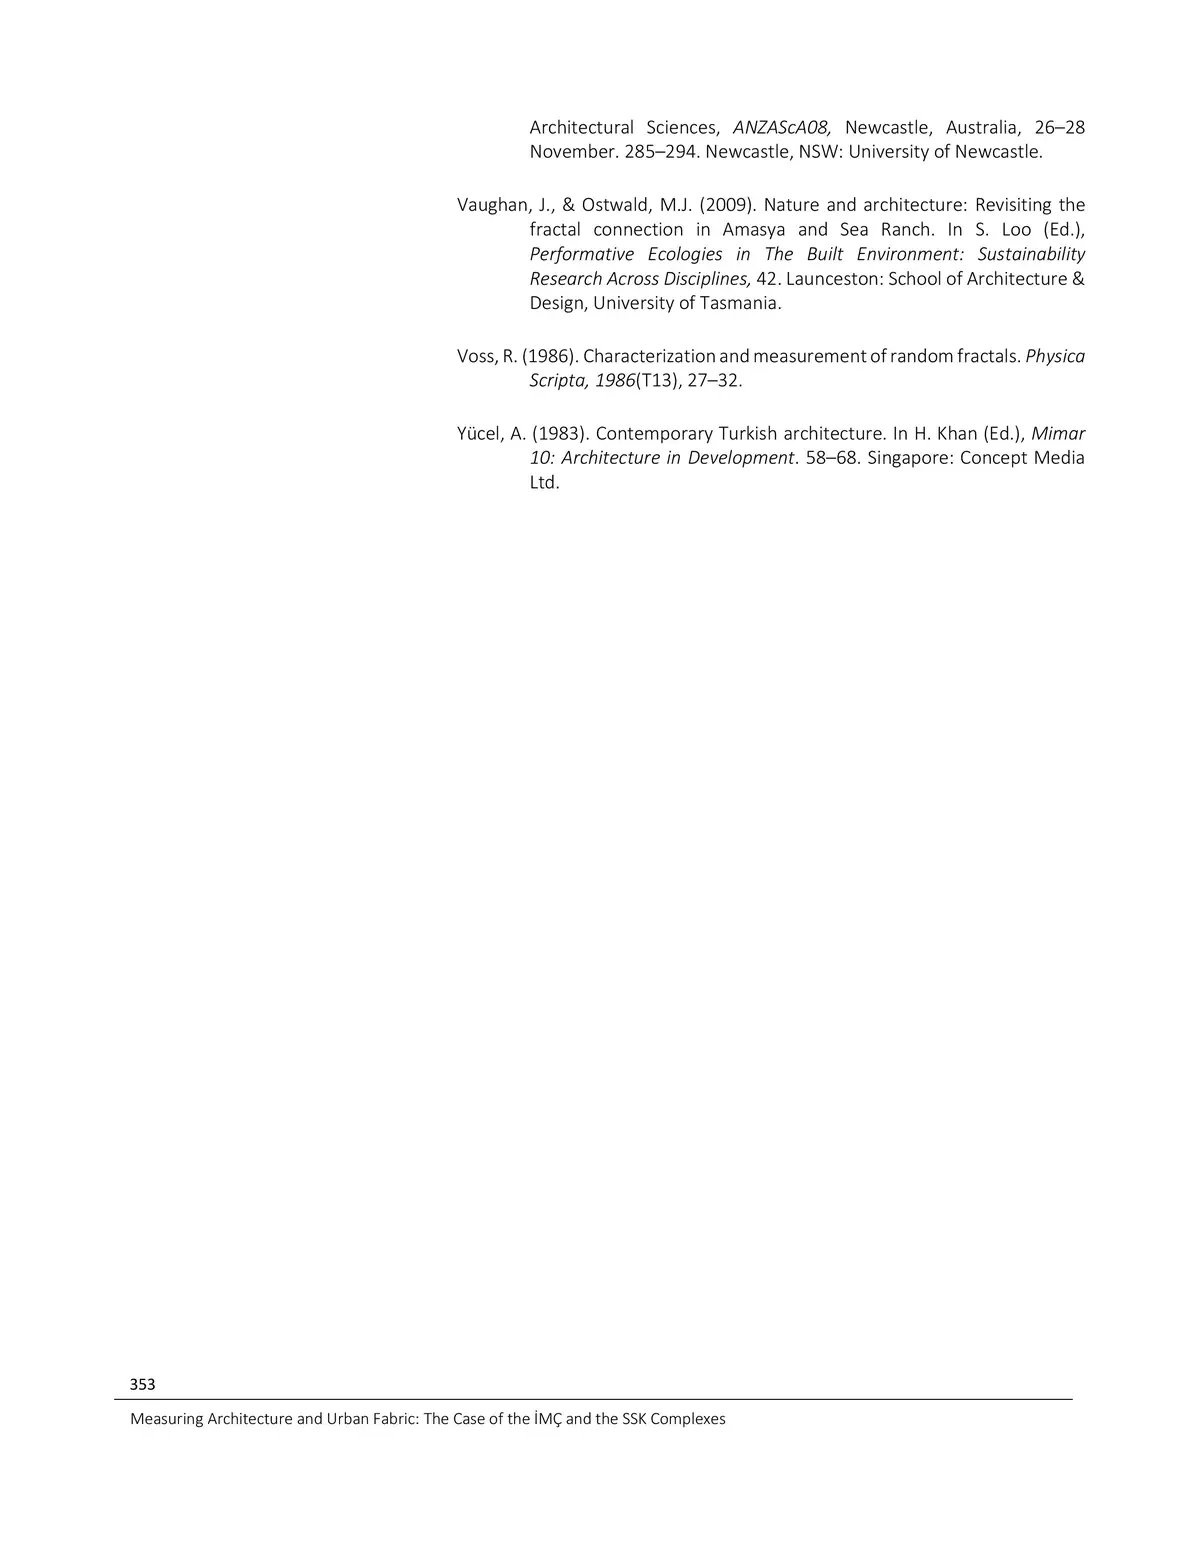 Architectural Sciences, ANZAScA08, Newcastle, Australia, 26–28
November. 285–294. Newcastle, NSW: University of Newcastle.
Vaughan, J., & Ostwald, M.J. (2009). Nature and architecture: Revisiting the
fractal connection in Amasya and Sea Ranch. In S. Loo (Ed.),
Performative Ecologies in The Built Environment: Sustainability
Research Across Disciplines, 42. Launceston: School of Architecture &
Design, University of Tasmania.
Voss, R. (1986). Characterization and measurement of random fractals. Physica
Scripta, 1986(T13), 27–32.
Yücel, A. (1983). Contemporary Turkish architecture. In H. Khan (Ed.), Mimar
10: Architecture in Development. 58–68. Singapore: Concept Media
Ltd.
353
Measuring Architecture and Urban Fabric: The Case of the İMÇ and the SSK Complexes